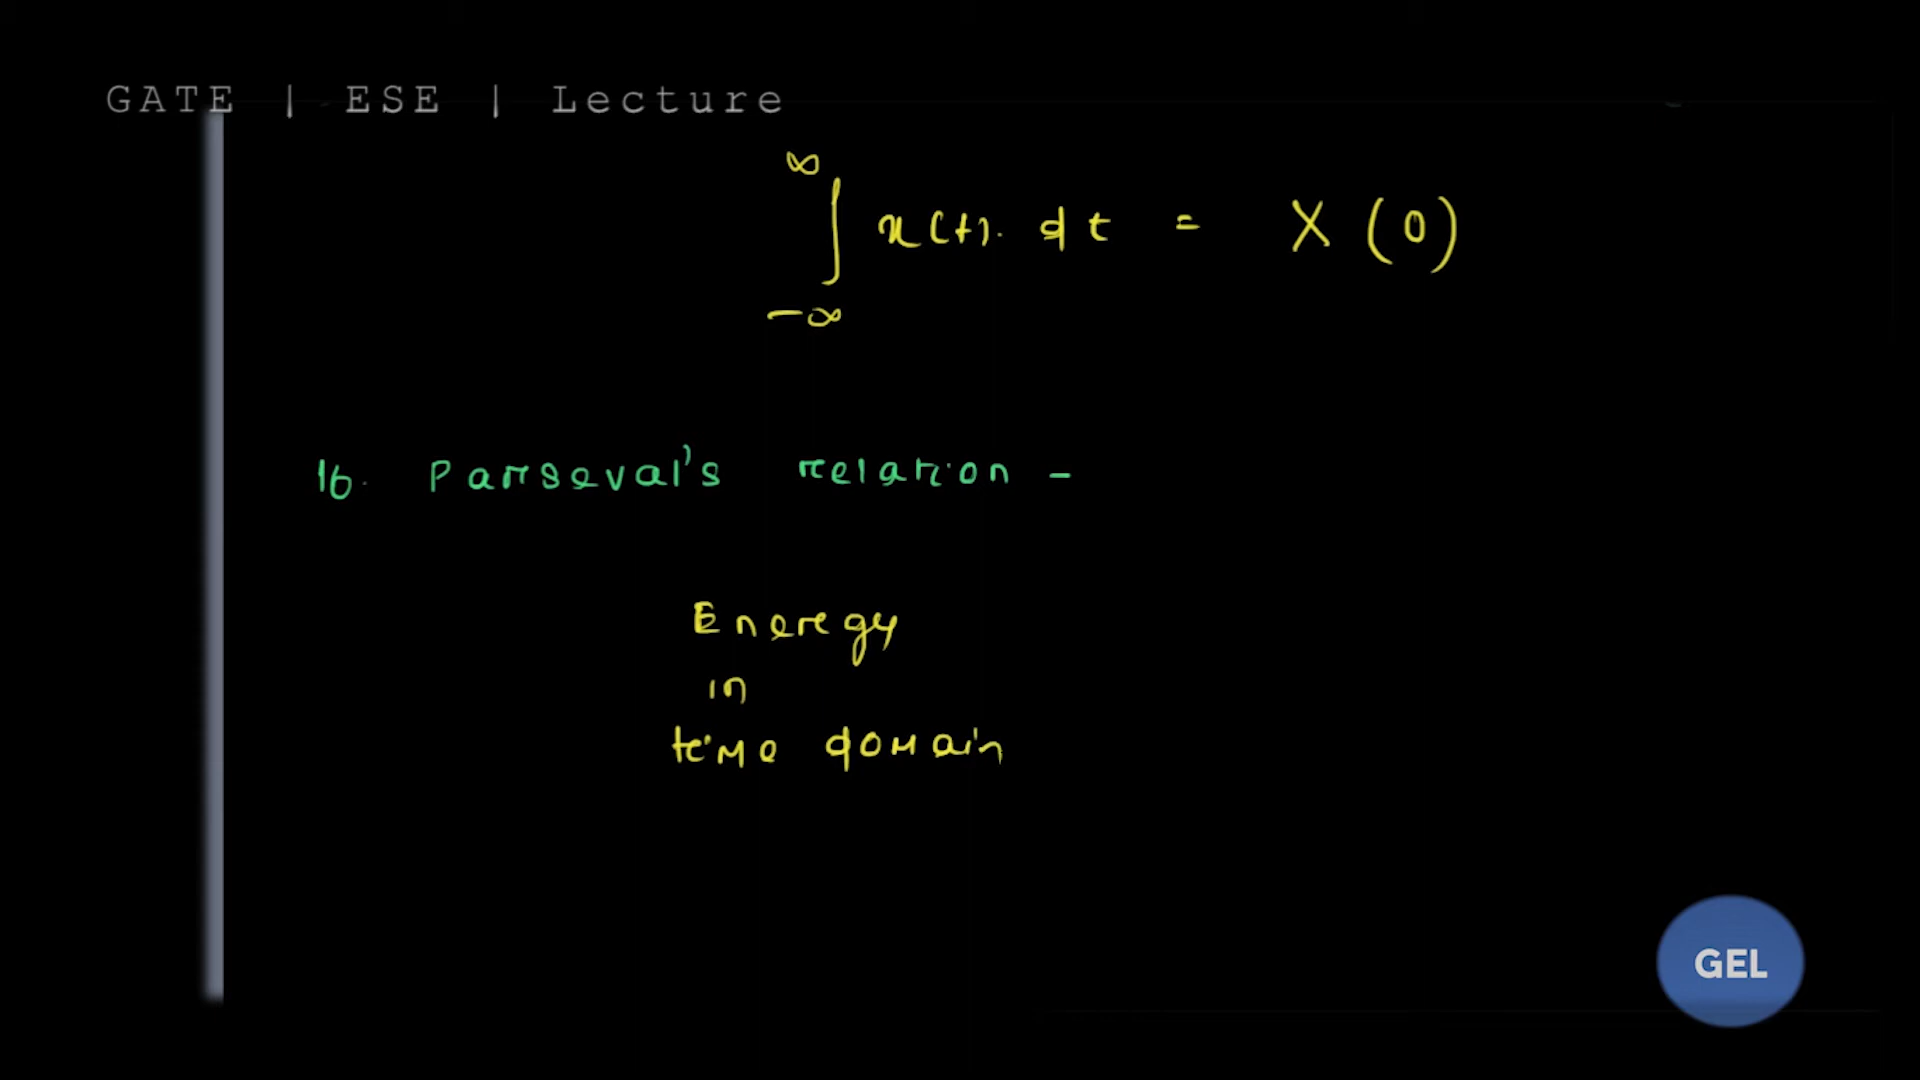 GATE | ESE | Lecture
∞
∫ x(t). dt = X (0)
-∞
16. Parseval's relation -
Energy
in
time domain
GEL